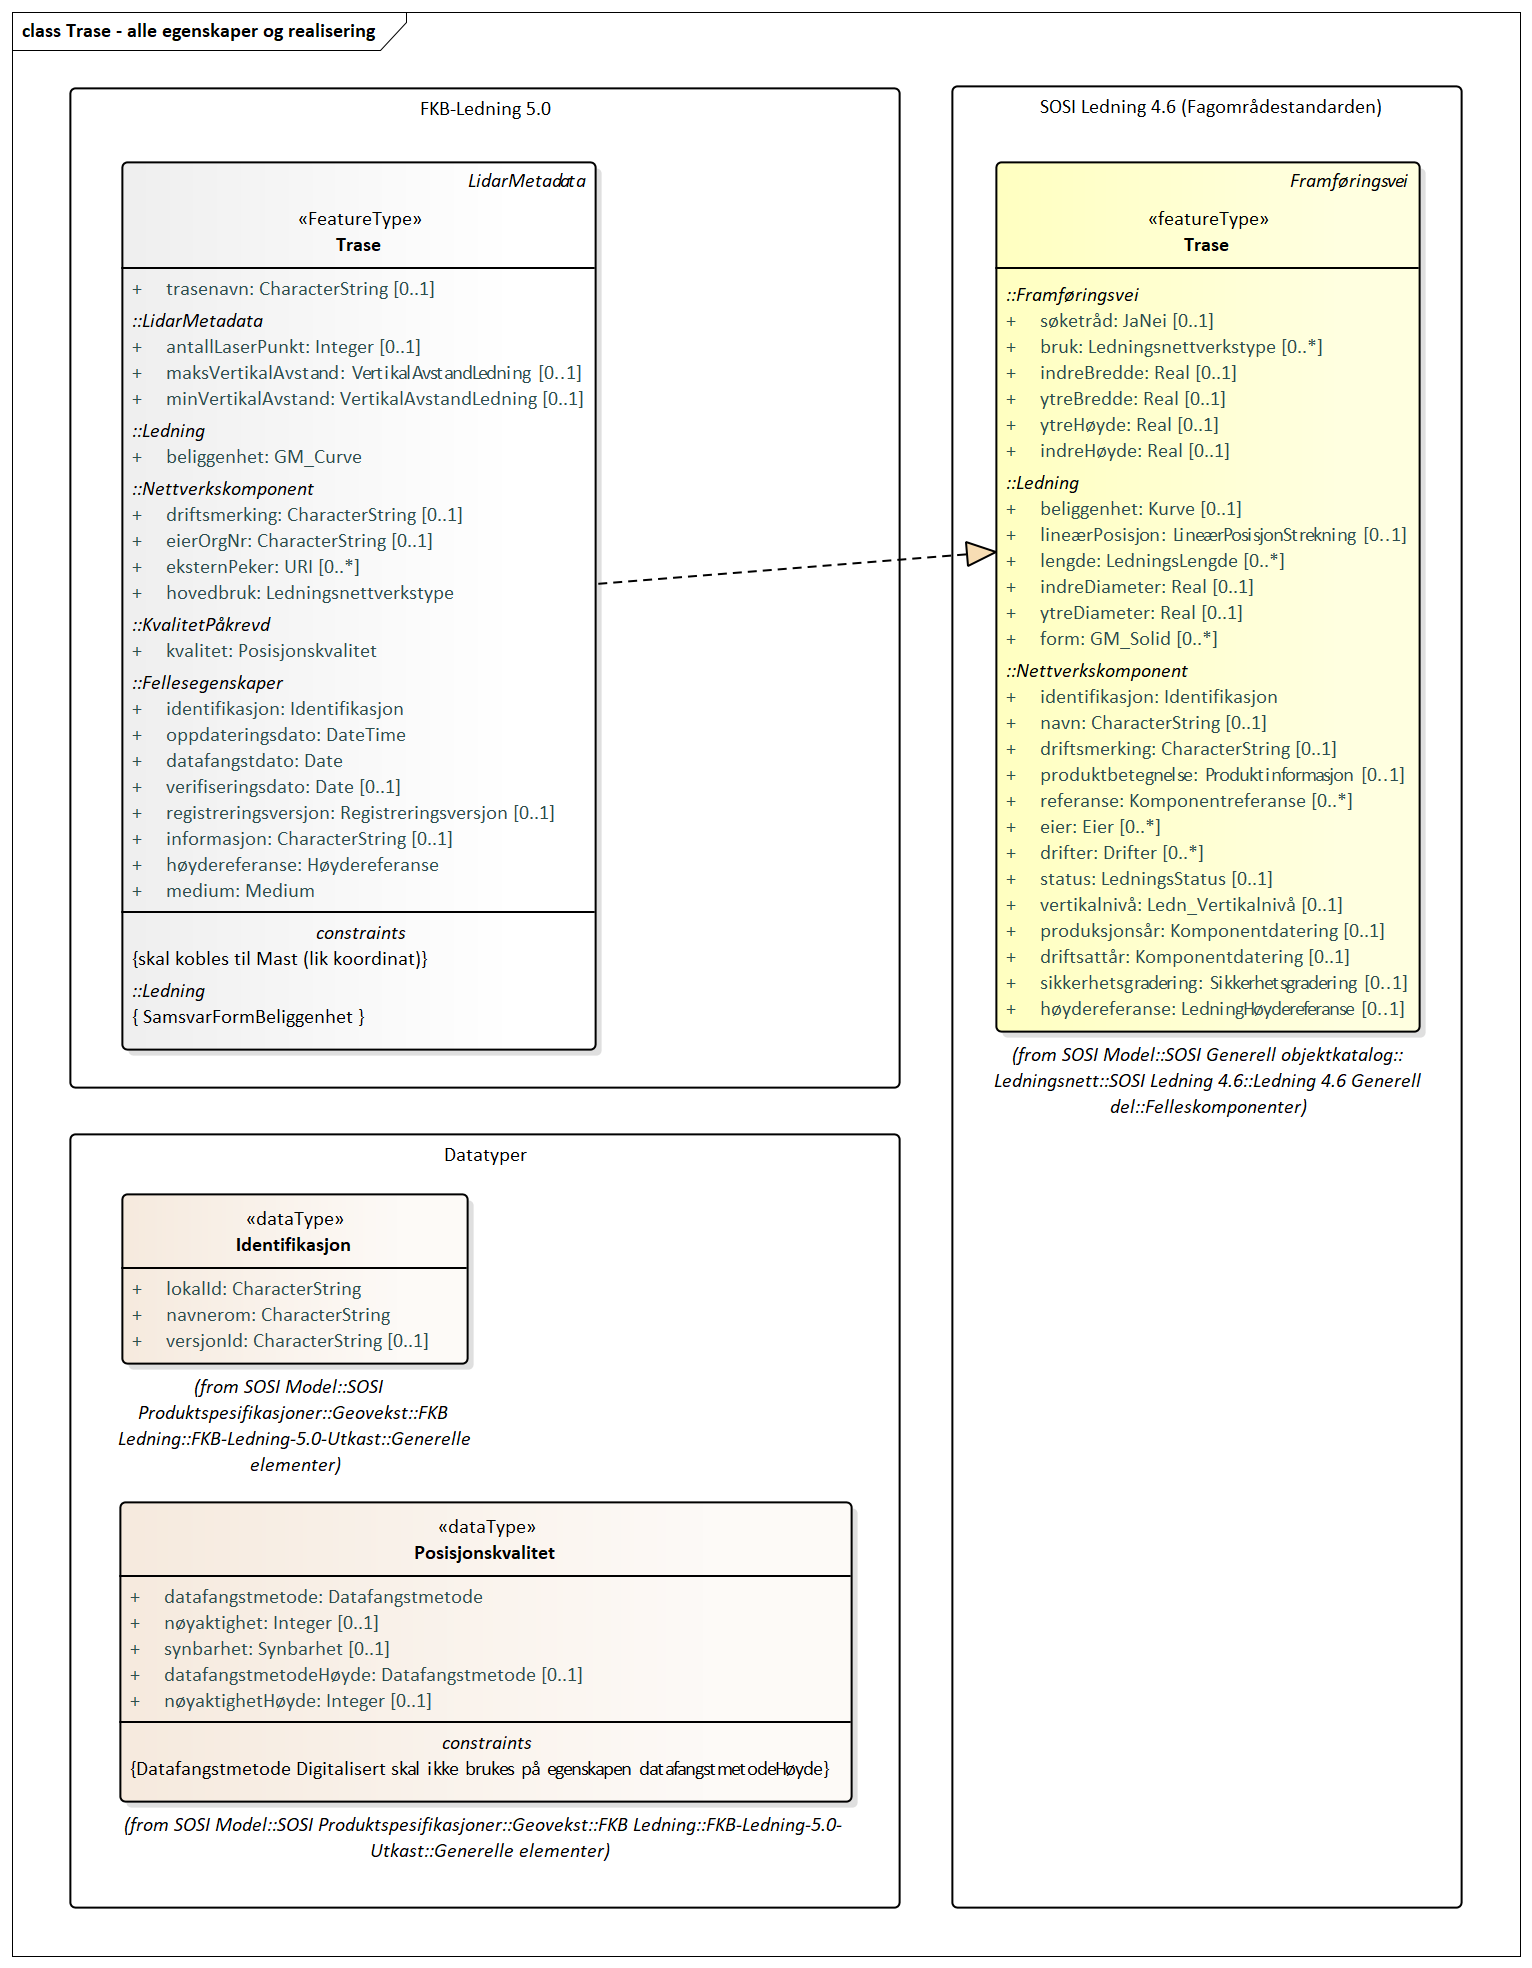 class Trase - alle egenskaper og realisering
FKB-Ledning 5.0
LidarMetadata
«FeatureType»
Trase
+ trasenavn: CharacterString [0..1]
::LidarMetadata
+ antallLaserPunkt: Integer [0..1]
+ maksVertikalAvstand: VertikalAvstandLedning [0..1]
+ minVertikalAvstand: VertikalAvstandLedning [0..1]
::Ledning
+ beliggenhet: GM_Curve
::Nettverkskomponent
+ driftsmerking: CharacterString [0..1]
+ eierOrgNr: CharacterString [0..1]
+ eksternPeker: URI [0..*]
+ hovedbruk: Ledningsnettverkstype
::KvalitetPåkrevd
+ kvalitet: Posisjonskvalitet
::Fellesegenskaper
+ identifikasjon: Identifikasjon
+ oppdateringsdato: DateTime
+ datafangstdato: Date
+ verifiseringsdato: Date [0..1]
+ registreringsversjon: Registreringsversjon [0..1]
+ informasjon: CharacterString [0..1]
+ høydereferanse: Høydereferanse
+ medium: Medium
constraints
{skal kobles til Mast (lik koordinat)}
::Ledning
{ SamsvarFormBeliggenhet }
SOSI Ledning 4.6 (Fagområdestandarden)
Framføringsvei
«featureType»
Trase
::Framføringsvei
+ søketråd: JaNei [0..1]
+ bruk: Ledningsnettverkstype [0..*]
+ indreBredde: Real [0..1]
+ ytreBredde: Real [0..1]
+ ytreHøyde: Real [0..1]
+ indreHøyde: Real [0..1]
::Ledning
+ beliggenhet: Kurve [0..1]
+ lineærPosisjon: LineærPosisjonStrekning [0..1]
+ lengde: LedningsLengde [0..*]
+ indreDiameter: Real [0..1]
+ ytreDiameter: Real [0..1]
+ form: GM_Solid [0..*]
::Nettverkskomponent
+ identifikasjon: Identifikasjon
+ navn: CharacterString [0..1]
+ driftsmerking: CharacterString [0..1]
+ produktbetegnelse: Produktinformasjon [0..1]
+ referanse: Komponentreferanse [0..*]
+ eier: Eier [0..*]
+ drifter: Drifter [0..*]
+ status: LedningsStatus [0..1]
+ vertikalnivå: Ledn_Vertikalnivå [0..1]
+ produksjonsår: Komponentdatering [0..1]
+ driftsattår: Komponentdatering [0..1]
+ sikkerhetsgradering: Sikkerhetsgradering [0..1]
+ høydereferanse: LedningHøydereferanse [0..1]
(from SOSI Model::SOSI Generell objektkatalog::
Ledningsnett::SOSI Ledning 4.6::Ledning 4.6 Generell
del::Felleskomponenter)
Datatyper
«dataType»
Identifikasjon
+ lokalId: CharacterString
+ navnerom: CharacterString
+ versjonId: CharacterString [0..1]
(from SOSI Model::SOSI
Produktspesifikasjoner::Geovekst::FKB
Ledning::FKB-Ledning-5.0-Utkast::Generelle
elementer)
«dataType»
Posisjonskvalitet
+ datafangstmetode: Datafangstmetode
+ nøyaktighet: Integer [0..1]
+ synbarhet: Synbarhet [0..1]
+ datafangstmetodeHøyde: Datafangstmetode [0..1]
+ nøyaktighetHøyde: Integer [0..1]
constraints
{Datafangstmetode Digitalisert skal ikke brukes på egenskapen datafangstmetodeHøyde}
(from SOSI Model::SOSI Produktspesifikasjoner::Geovekst::FKB Ledning::FKB-Ledning-5.0-
Utkast::Generelle elementer)